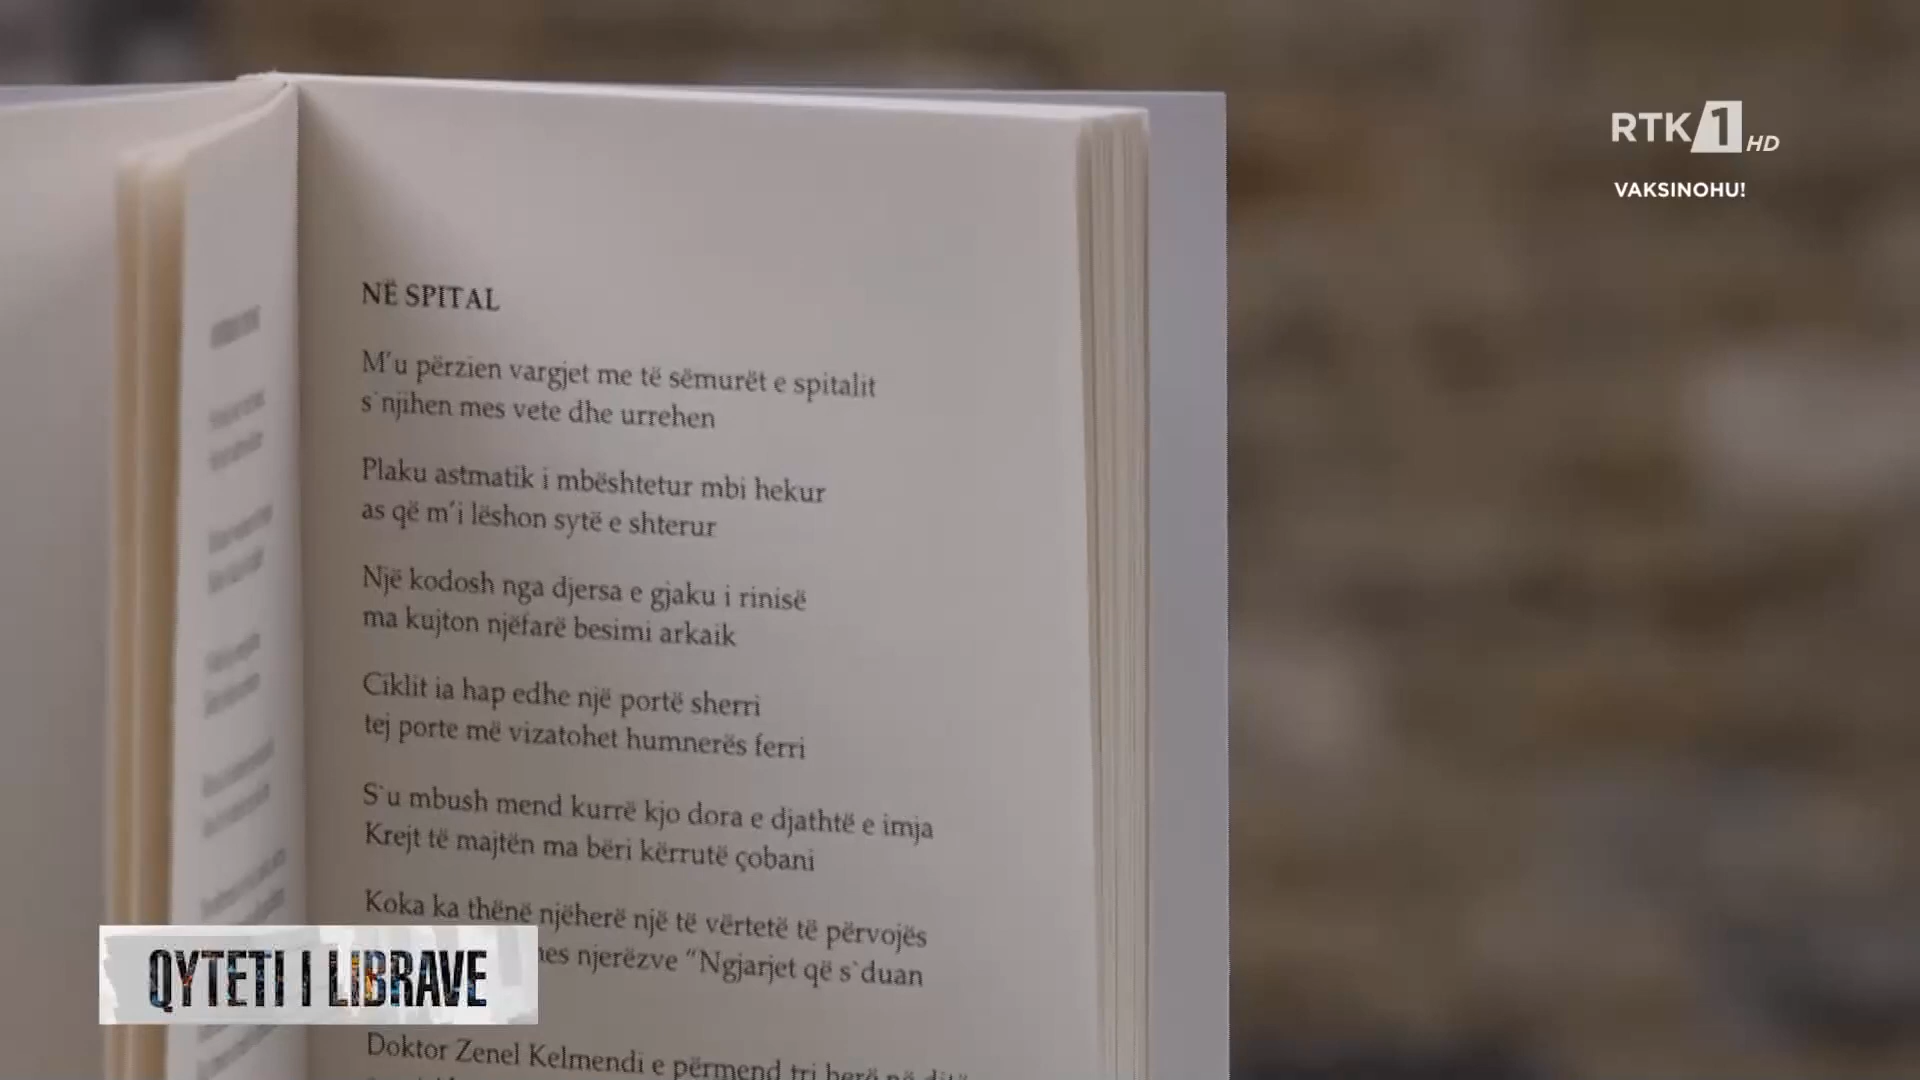 RTK 1 HD
VAKSINOHU!
NË SPITAL
M'u përzien vargjet me të sëmurët e spitalit
s`njihen mes vete dhe urrehen
Plaku astmatik i mbështetur mbi hekur
as që m'i lëshon sytë e shterur
Një kodosh nga djersa e gjaku i rinisë
ma kujton njëfarë besimi arkaik
Ciklit ia hap edhe një portë sherri
tej porte më vizatohet humnerës ferri
S`u mbush mend kurrë kjo dora e djathtë e imja
Krejt të majtën ma bëri kërrutë çobani
Koka ka thënë njëherë një të vërtetë të përvojës
njerëzve “Ngjarjet që s`duan
Doktor Zenel Kelmendi e përmend tri herë në
QYTETI I LIBRAVE